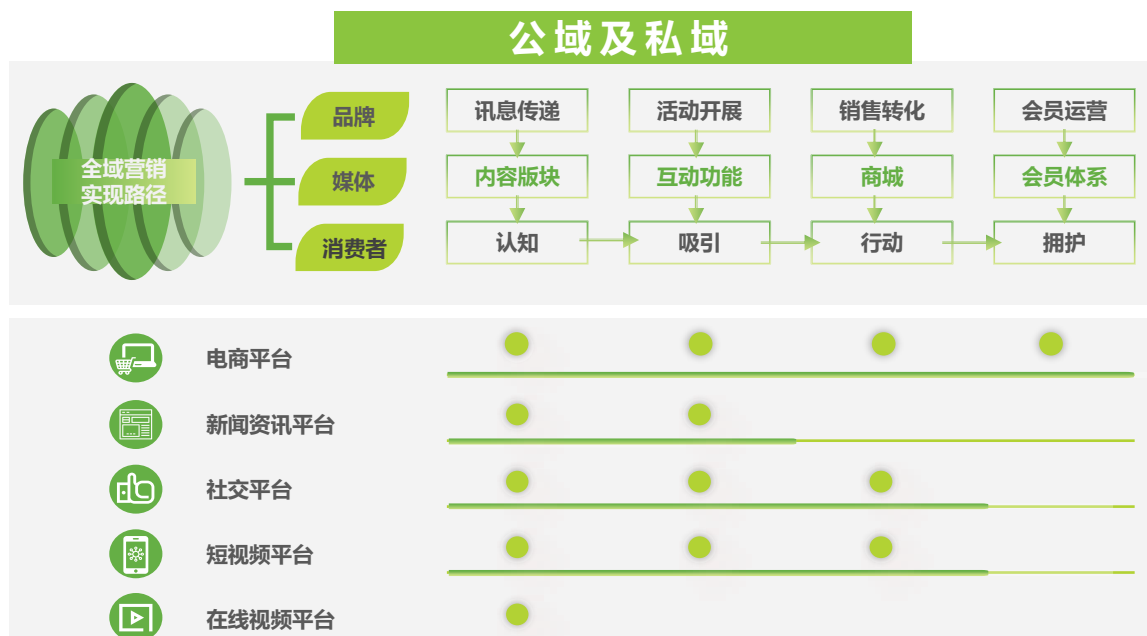 公域及私域
全域营销
实现路径
品牌
讯息传递
活动开展
销售转化
会员运营
媒体
内容版块
互动功能
商城
会员体系
消费者
认知
吸引
行动
拥护
电商平台
新闻资讯平台
社交平台
短视频平台
在线视频平台